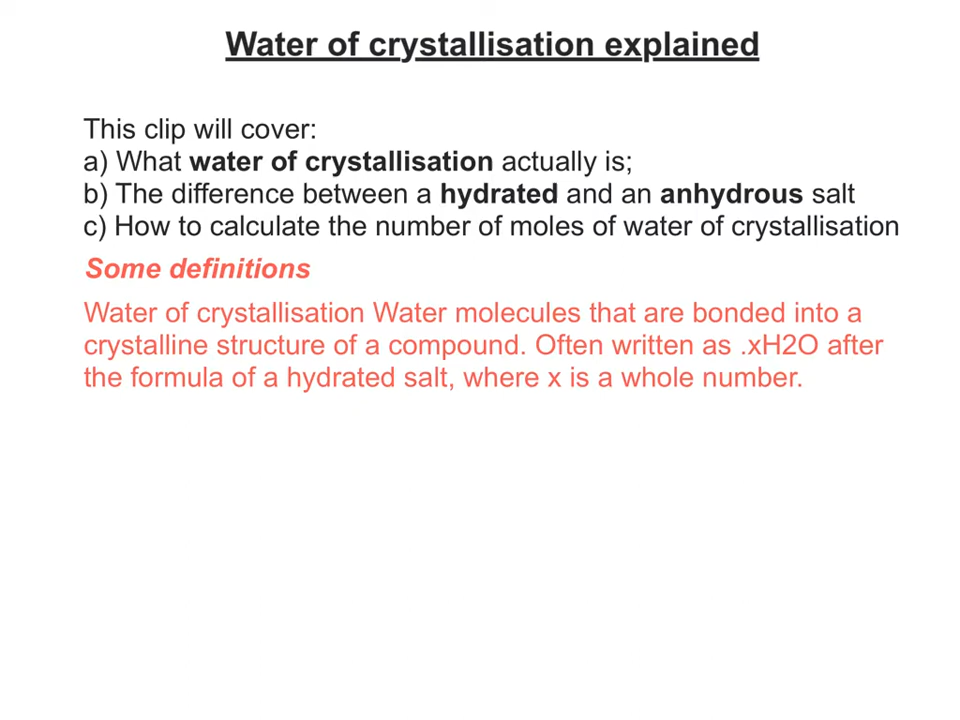 Water of crystallisation explained
This clip will cover:
a) What water of crystallisation actually is;
b) The difference between a hydrated and an anhydrous salt
c) How to calculate the number of moles of water of crystallisation
Some definitions
Water of crystallisation Water molecules that are bonded into a
crystalline structure of a compound. Often written as .xH2O after
the formula of a hydrated salt, where x is a whole number.